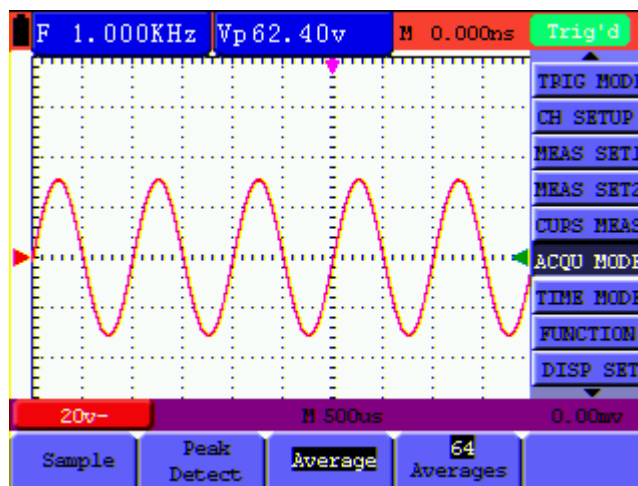 F 1.000KHz Vp62.40v M 0.000ns Trig'd
TRIG MODE
CH SETUP
MEAS SET1
MEAS SET2
CURS MEAS
ACQU MODE
TIME MODE
FUNCTION
DISP SET
20v~ M 500us 0.00mv
Sample
Peak
Detect
Average
64
Averages